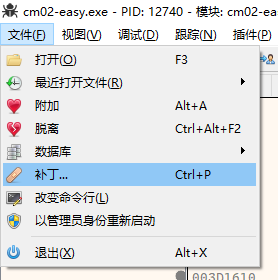 cm02-easy.exe - PID: 12740 - 模块: cm02-eas
文件(F) 视图(V) 调试(D) 跟踪(N) 插件(P)
打开(O) F3
最近打开文件(R)
附加 Alt+A
脱离 Ctrl+Alt+F2
数据库
补丁... Ctrl+P
改变命令行(L)
以管理员身份重新启动
退出(X) Alt+X
003D1610